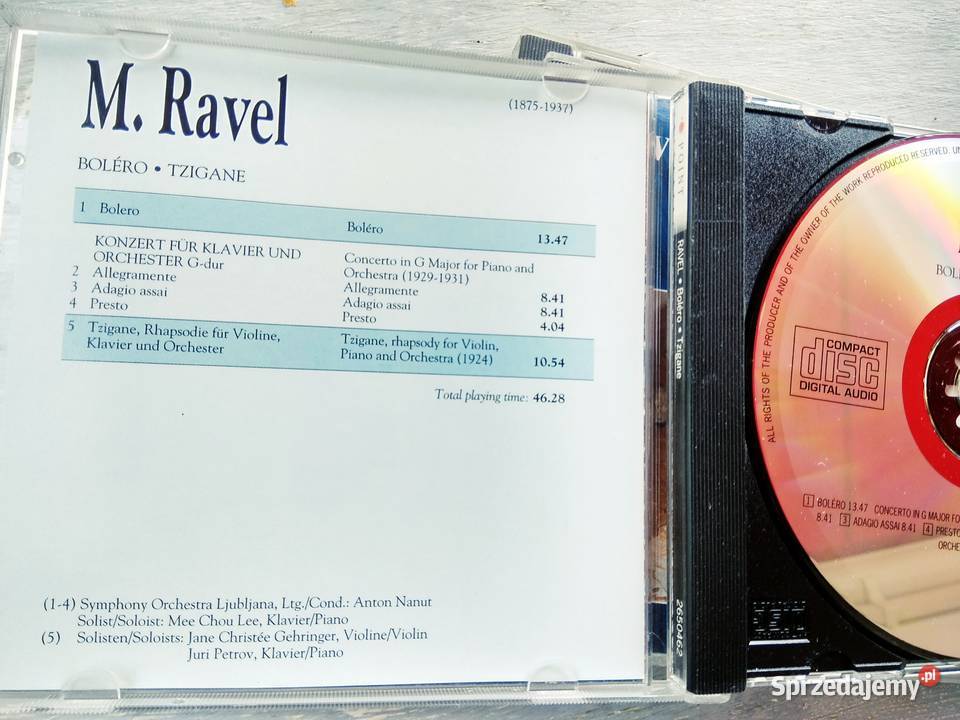 M. Ravel
(1875-1937)
BOLÉRO • TZIGANE
1 Bolero Boléro 13.47
KONZERT FÜR KLAVIER UND
ORCHESTER G-dur
Concerto in G Major for Piano and
Orchestra (1929-1931)
2 Allegramente Allegramente 8.41
3 Adagio assai Adagio assai 8.41
4 Presto Presto 4.04
5 Tzigane, Rhapsodie für Violine,
Klavier und Orchester
Tzigane, rhapsody for Violin,
Piano and Orchestra (1924) 10.54
Total playing time: 46.28
(1-4) Symphony Orchestra Ljubljana, Ltg./Cond.: Anton Nanut
Solist/Soloist: Mee Chou Lee, Klavier/Piano
(5) Solisten/Soloists: Jane Christée Gehringer, Violine/Violin
Juri Petrov, Klavier/Piano
POINT
RAVEL • Boléro • Tzigane
2650462
ALL RIGHTS OF THE PRODUCER AND OF THE OWNER OF THE WORK REPRODUCED RESERVED. UN
COMPACT
disc
DIGITAL AUDIO
1 BOLÉRO 13.47 CONCERTO IN G MAJOR FO
8.41 3 ADAGIO ASSAI 8.41 4 PRESTO
ORCHE
Sprzedajemy.pl